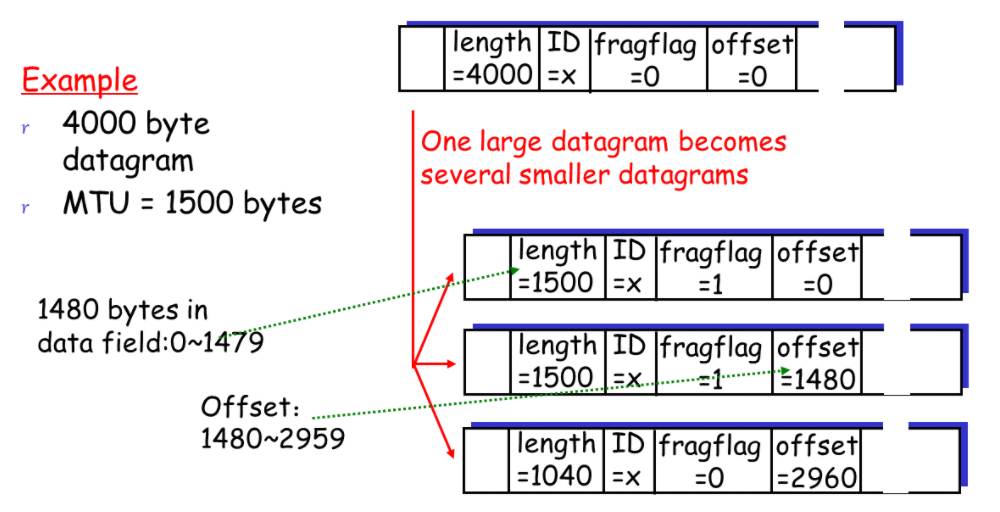 length ID fragflag offset
=4000 =x =0 =0
Example
r 4000 byte
datagram
r MTU = 1500 bytes
One large datagram becomes
several smaller datagrams
length ID fragflag offset
=1500 =x =1 =0
1480 bytes in
data field:0~1479
length ID fragflag offset
=1500 =x =1 =1480
Offset:
1480~2959
length ID fragflag offset
=1040 =x =0 =2960